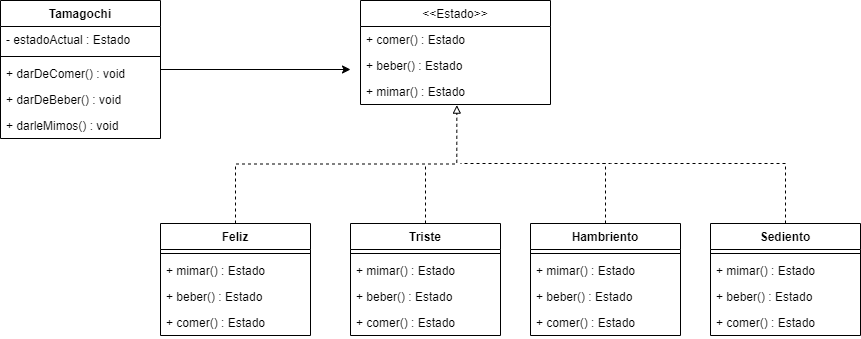 Tamagochi
- estadoActual : Estado
+ darDeComer() : void
+ darDeBeber() : void
+ darleMimos() : void
<<Estado>>
+ comer() : Estado
+ beber() : Estado
+ mimar() : Estado
Feliz
+ mimar() : Estado
+ beber() : Estado
+ comer() : Estado
Triste
+ mimar() : Estado
+ beber() : Estado
+ comer() : Estado
Hambriento
+ mimar() : Estado
+ beber() : Estado
+ comer() : Estado
Sediento
+ mimar() : Estado
+ beber() : Estado
+ comer() : Estado